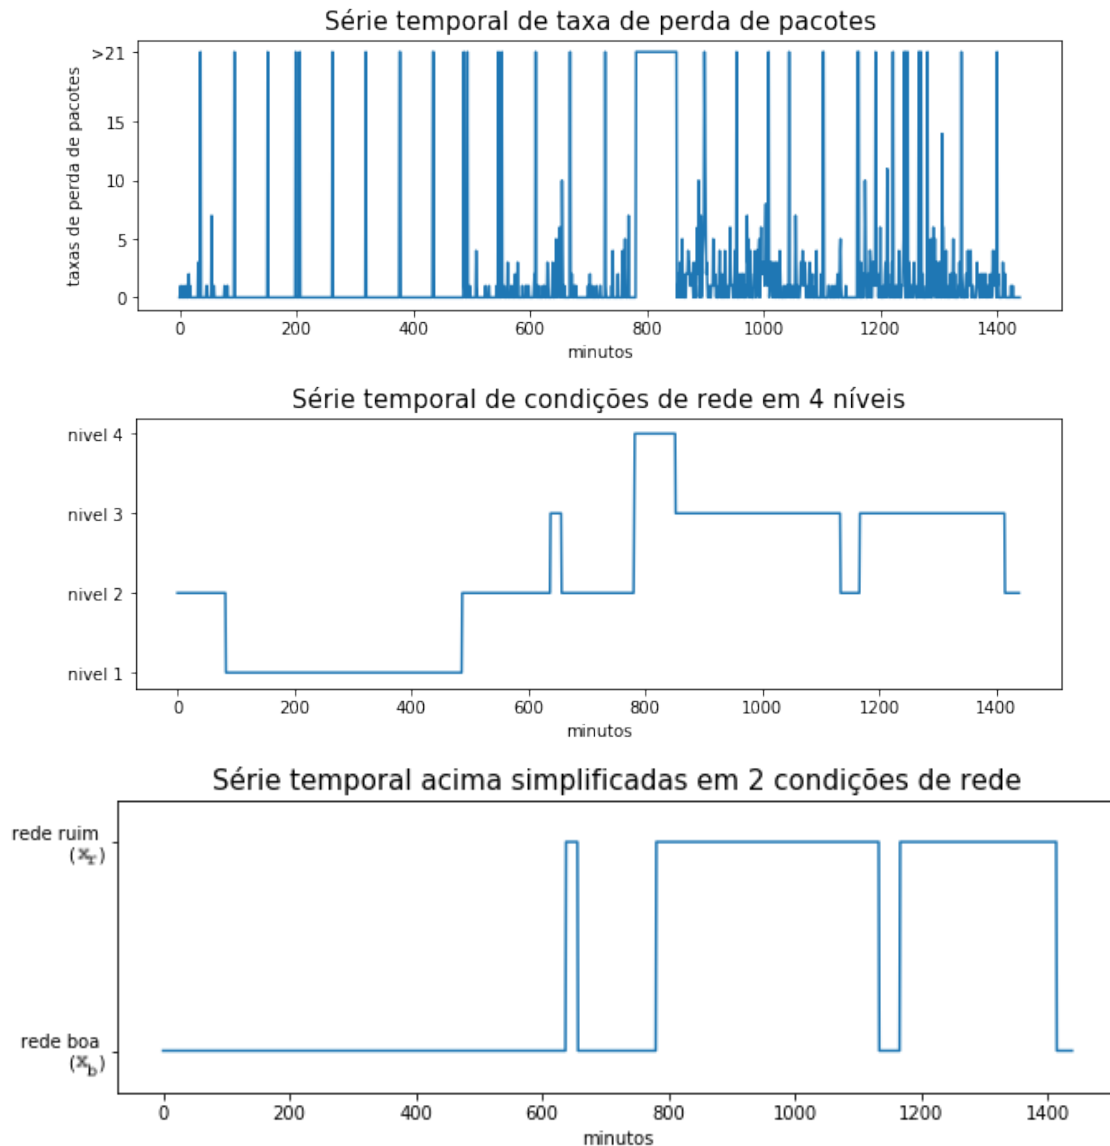 Série temporal de taxa de perda de pacotes
taxas de perda de pacotes
>21
15
10
5
0
0 200 400 600 800 1000 1200 1400
minutos
Série temporal de condições de rede em 4 níveis
nivel 4
nivel 3
nivel 2
nivel 1
0 200 400 600 800 1000 1200 1400
minutos
Série temporal acima simplificadas em 2 condições de rede
rede ruim
(𝕩r)
rede boa
(𝕩b)
0 200 400 600 800 1000 1200 1400
minutos